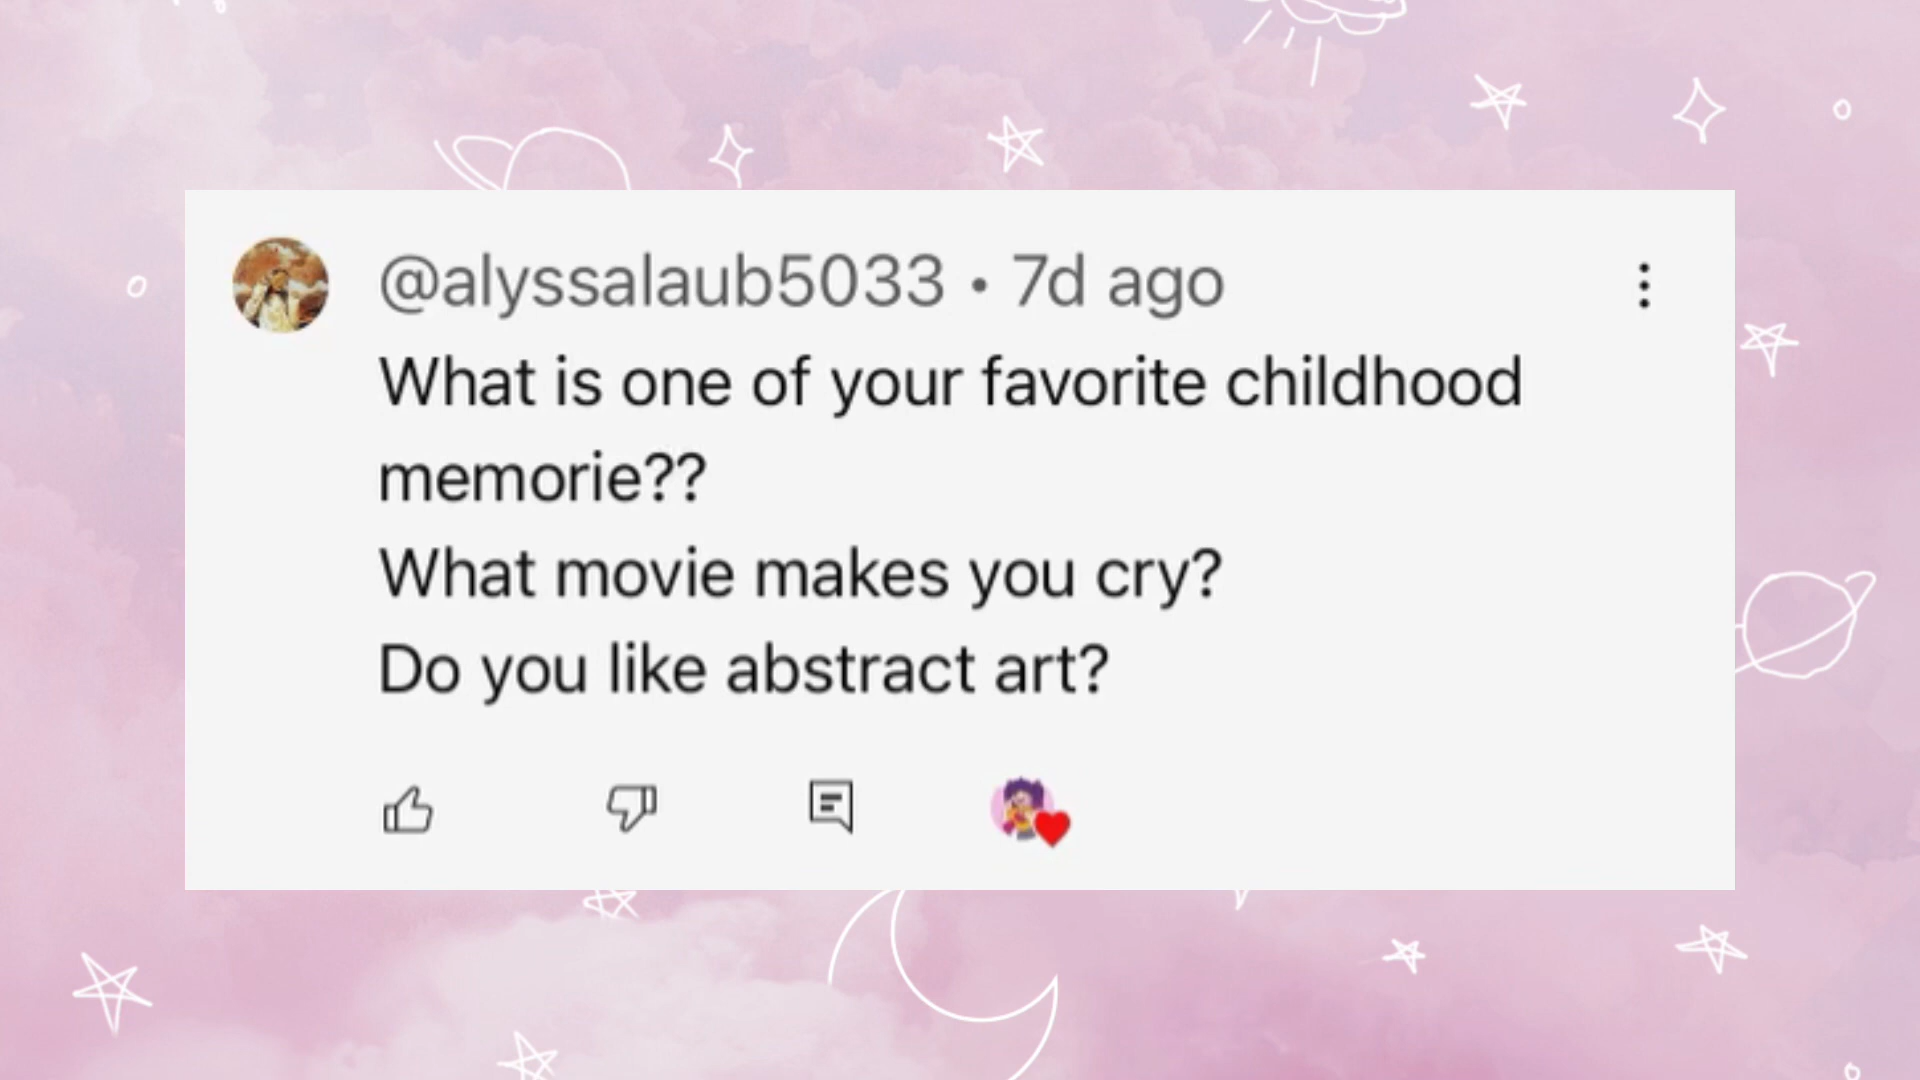 @alyssalaub5033 • 7d ago
What is one of your favorite childhood
memorie??
What movie makes you cry?
Do you like abstract art?